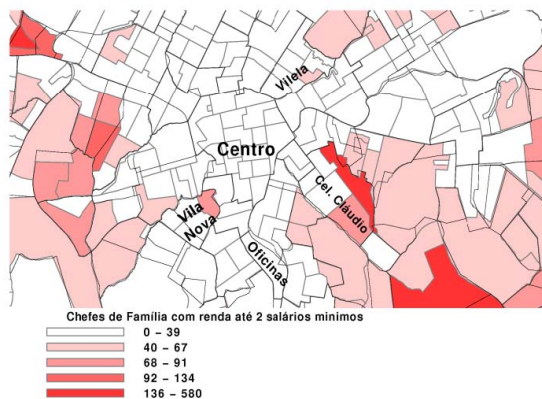 Vilela
Centro
Cel. Cláudio
Vila
Nova
Oficinas
Chefes de Família com renda até 2 salários mínimos
0 – 39
40 – 67
68 – 91
92 – 134
136 – 580